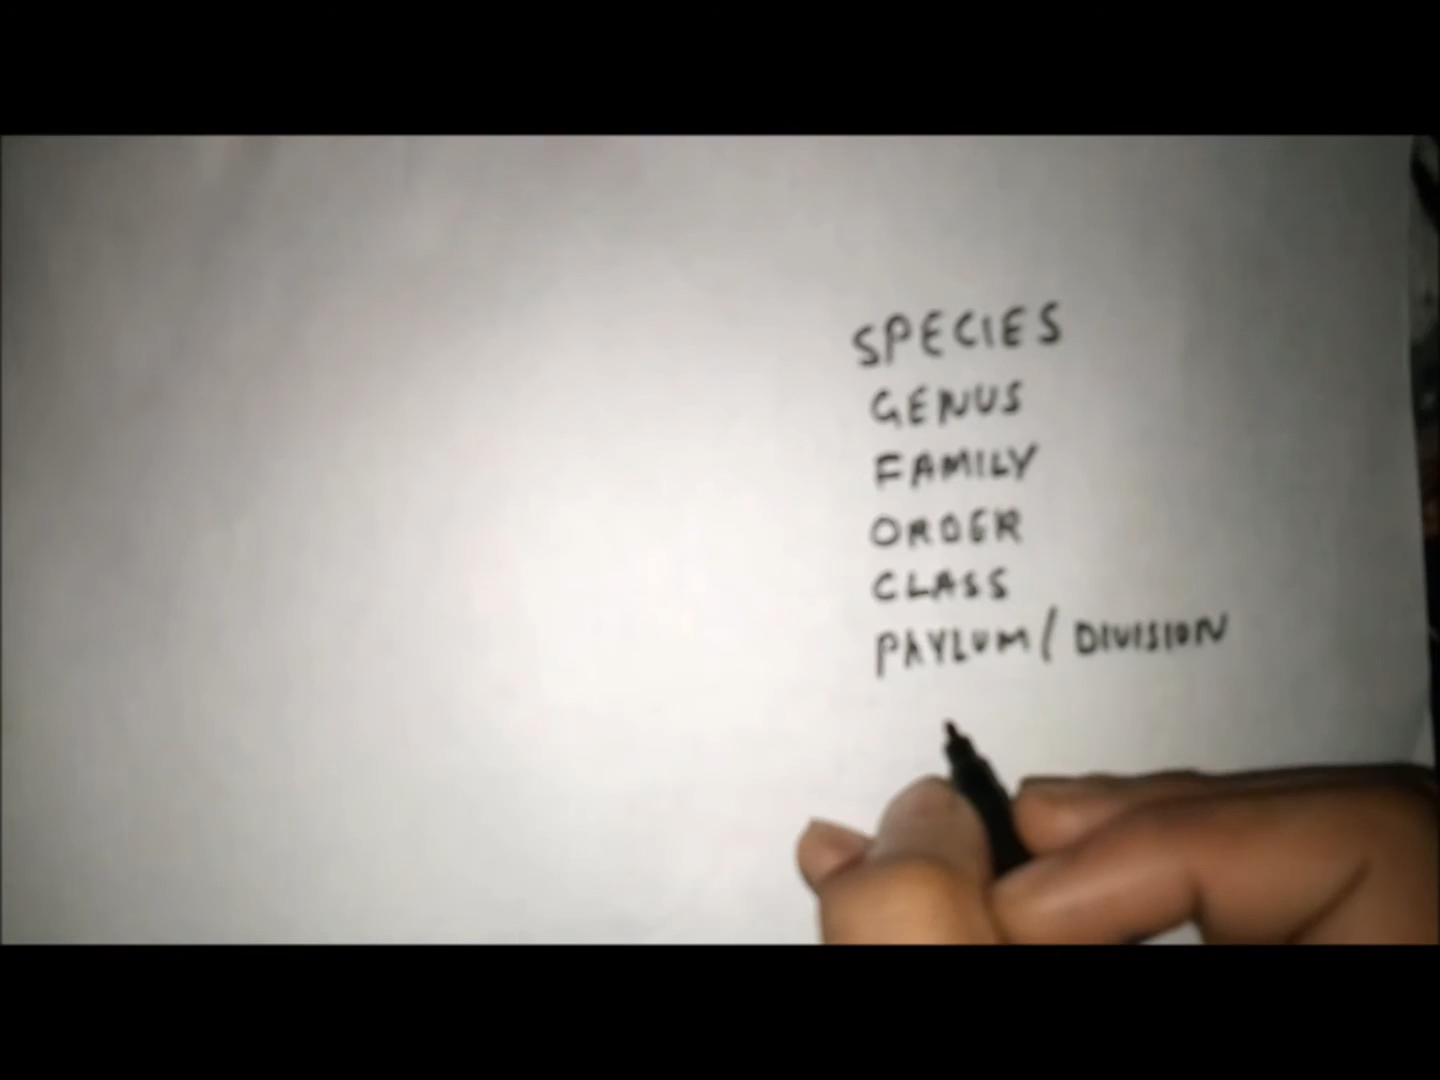 SPECIES
GENUS
FAMILY
ORDER
CLASS
PHYLUM/ DIVISION